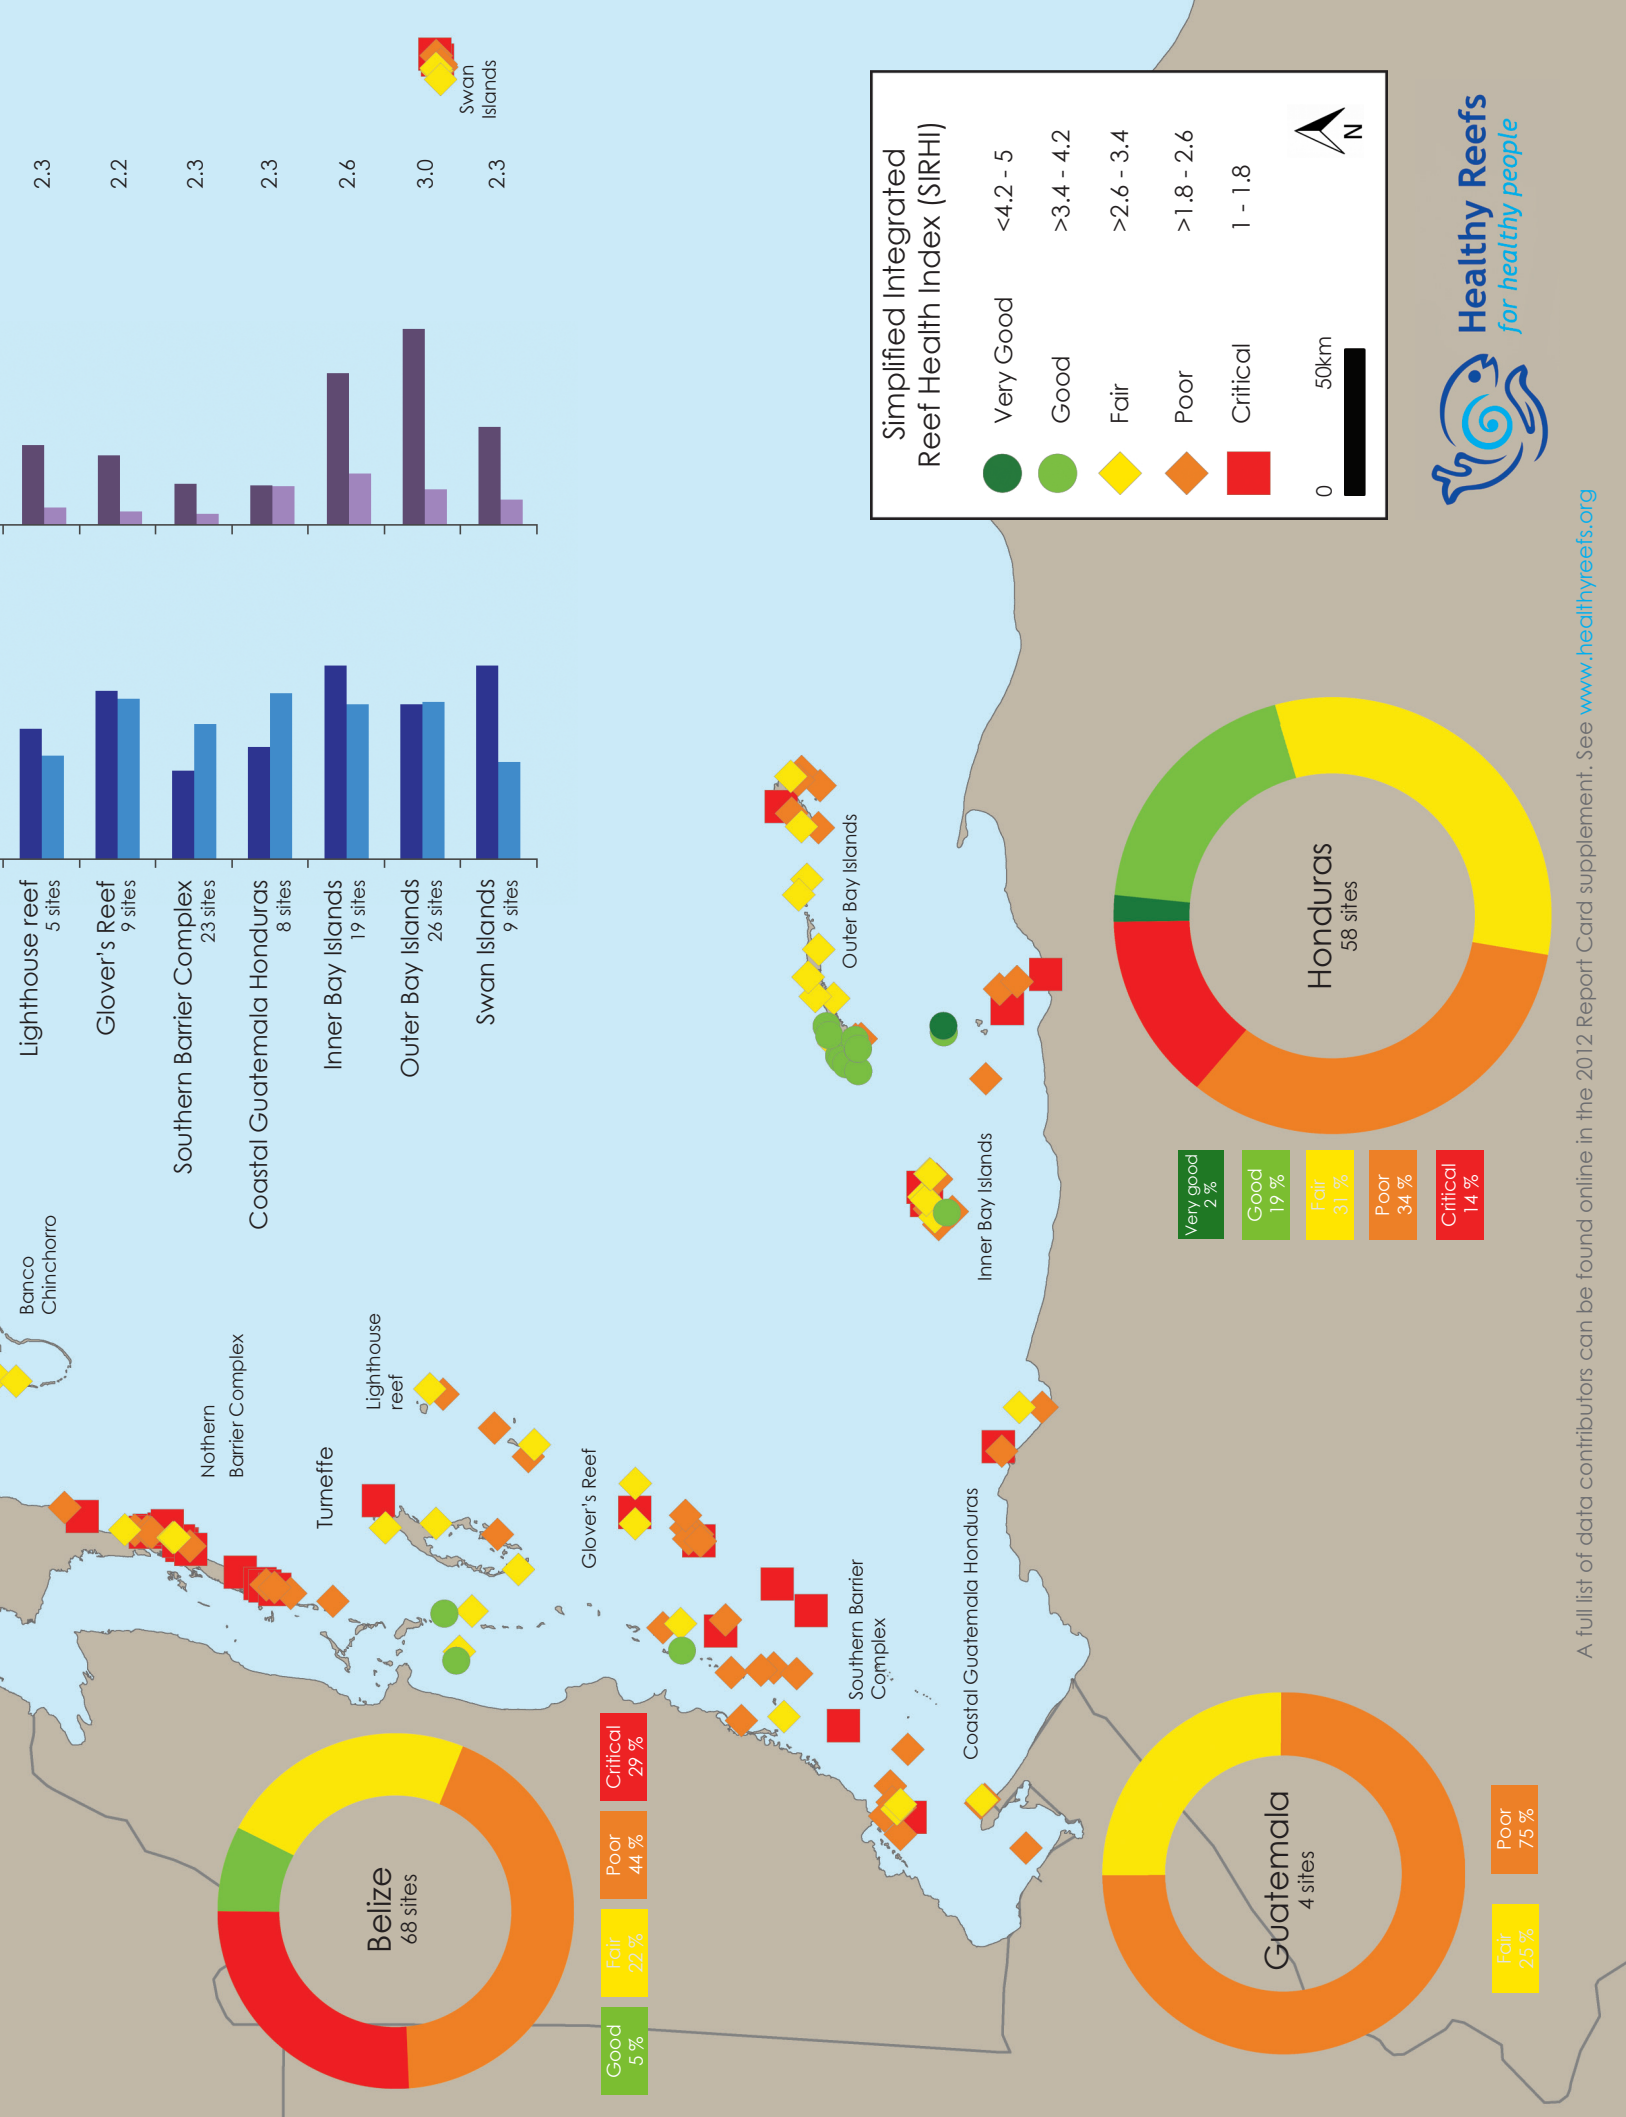 Banco
Chinchorro
Nothern
Barrier Complex
Turneffe
Lighthouse
reef
Glover's Reef
Southern Barrier
Complex
Coastal Guatemala Honduras
Inner Bay Islands
Outer Bay Islands
Swan
Islands
Lighthouse reef
5 sites
2.3
Glover's Reef
9 sites
2.2
Southern Barrier Complex
23 sites
2.3
Coastal Guatemala Honduras
8 sites
2.3
Inner Bay Islands
19 sites
2.6
Outer Bay Islands
26 sites
3.0
Swan Islands
9 sites
2.3
Belize
68 sites
Good
5 %
Fair
22 %
Poor
44 %
Critical
29 %
Guatemala
4 sites
Fair
25 %
Poor
75 %
Honduras
58 sites
Very good
2 %
Good
19 %
Fair
31 %
Poor
34 %
Critical
14 %
Simplified Integrated
Reef Health Index (SIRHI)
Very Good <4.2 - 5
Good >3.4 - 4.2
Fair >2.6 - 3.4
Poor >1.8 - 2.6
Critical 1 - 1.8
0 50km
N
Healthy Reefs
for healthy people
A full list of data contributors can be found online in the 2012 Report Card supplement. See www.healthyreefs.org